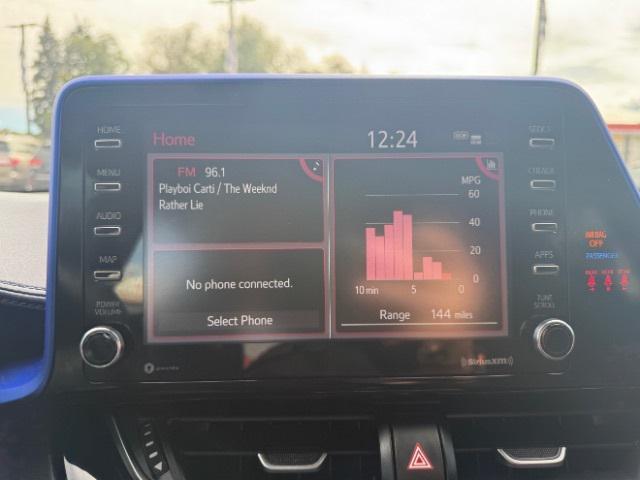 HOME
MENU
AUDIO
MAP
POWER
VOLUME
Home
12:24
FM 96.1
Playboi Carti / The Weeknd
Rather Lie
No phone connected.
Select Phone
MPG
60
40
20
0
10 min 5 0
Range 144 miles
SEEK >
< TRACK
PHONE
APPS
TUNE
SCROLL
SiriusXM
AIRBAG
OFF
PASSENGER